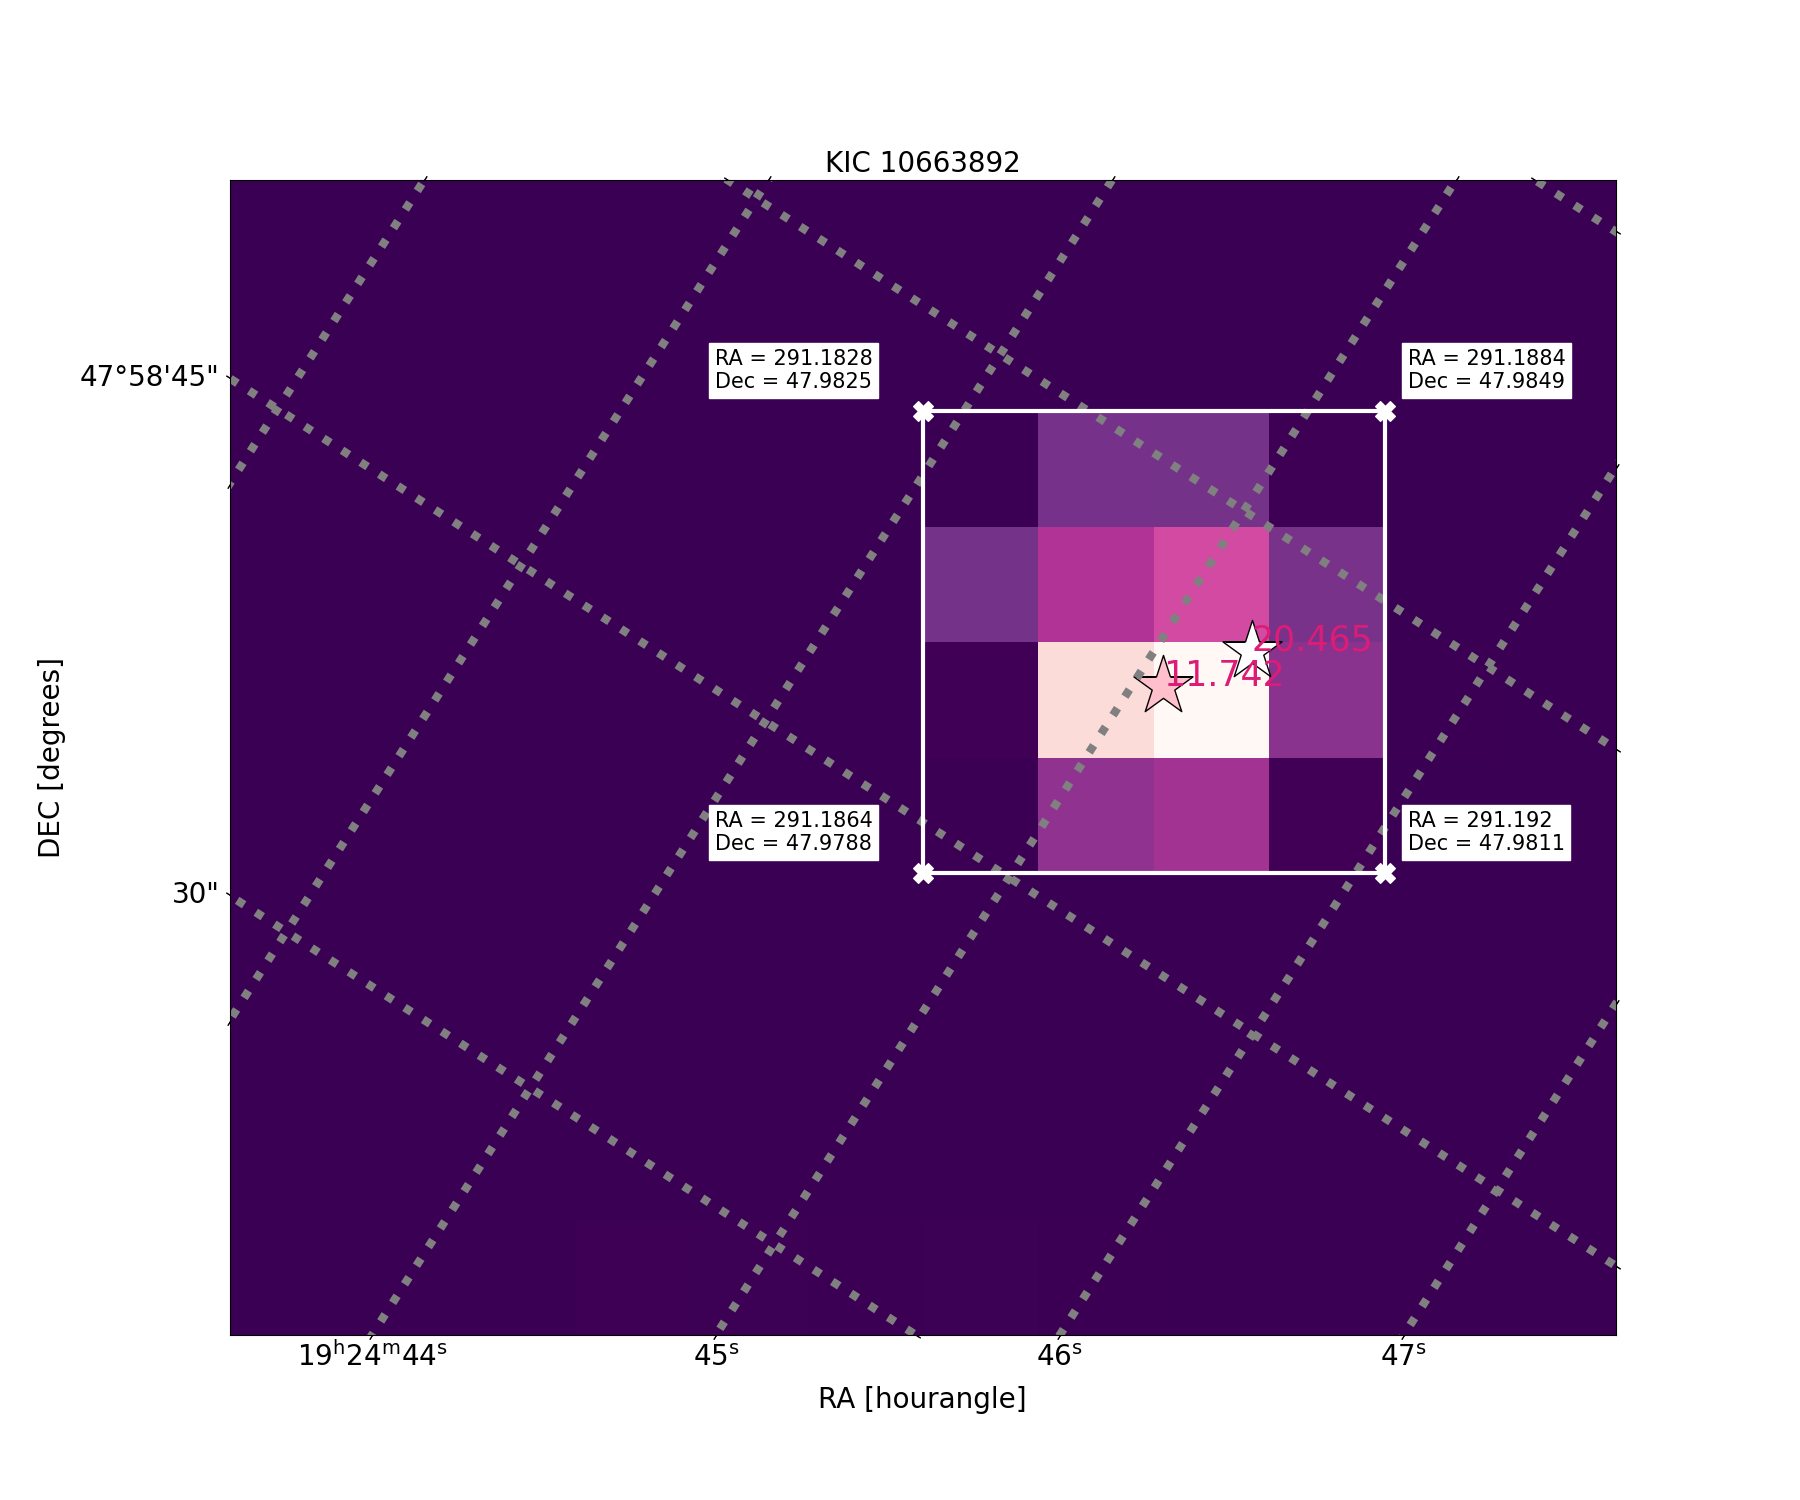 KIC 10663892
RA = 291.1828
Dec = 47.9825
RA = 291.1884
Dec = 47.9849
47°58'45"
20.465
11.742
RA = 291.1864
Dec = 47.9788
RA = 291.192
Dec = 47.9811
30"
DEC [degrees]
19ʰ24ᵐ44ˢ
45ˢ
46ˢ
47ˢ
RA [hourangle]